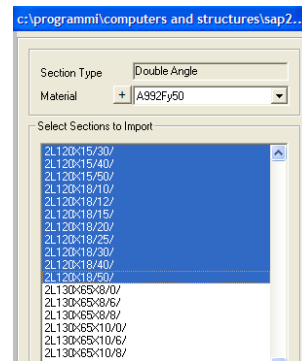 c:\programmi\computers and structures\sap2..
Section Type Double Angle
Material + A992Fy50
Select Sections to Import
2L120X15/30/
2L120X15/40/
2L120X15/50/
2L120X18/10/
2L120X18/12/
2L120X18/15/
2L120X18/20/
2L120X18/25/
2L120X18/30/
2L120X18/40/
2L120X18/50/
2L130X65X8/0/
2L130X65X8/6/
2L130X65X8/8/
2L130X65X10/0/
2L130X65X10/6/
2L130X65X10/8/